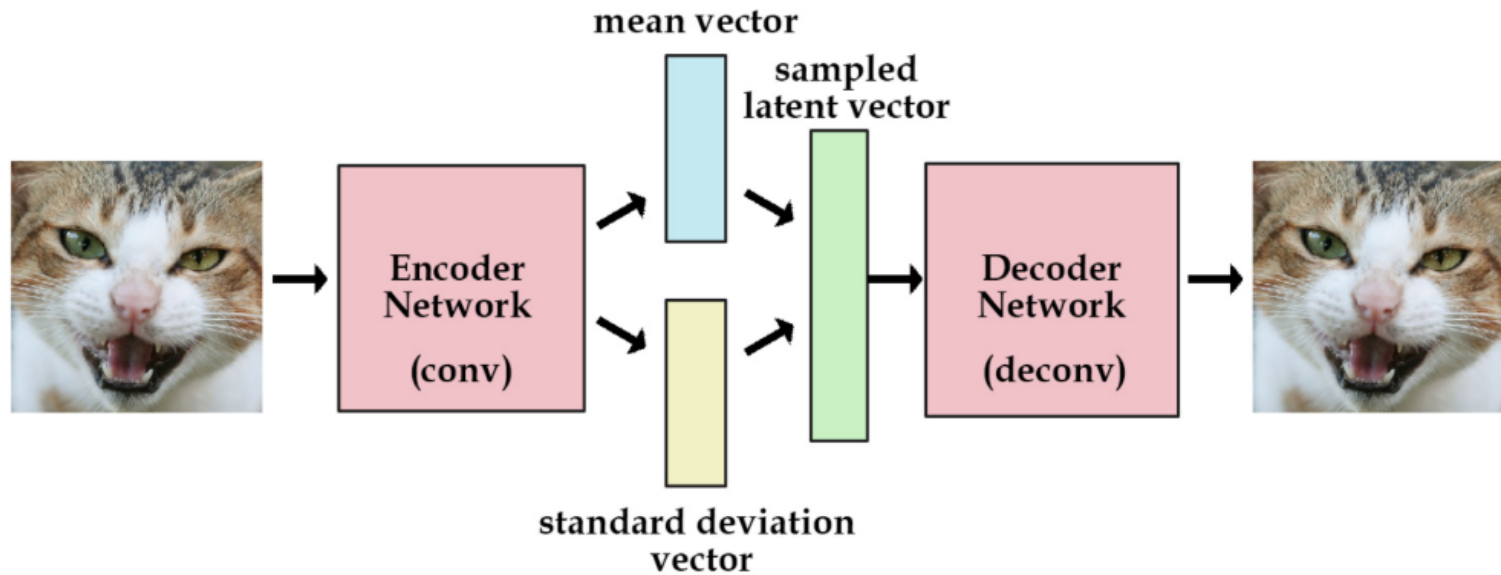 mean vector
sampled
latent vector
Encoder
Network
(conv)
Decoder
Network
(deconv)
standard deviation
vector